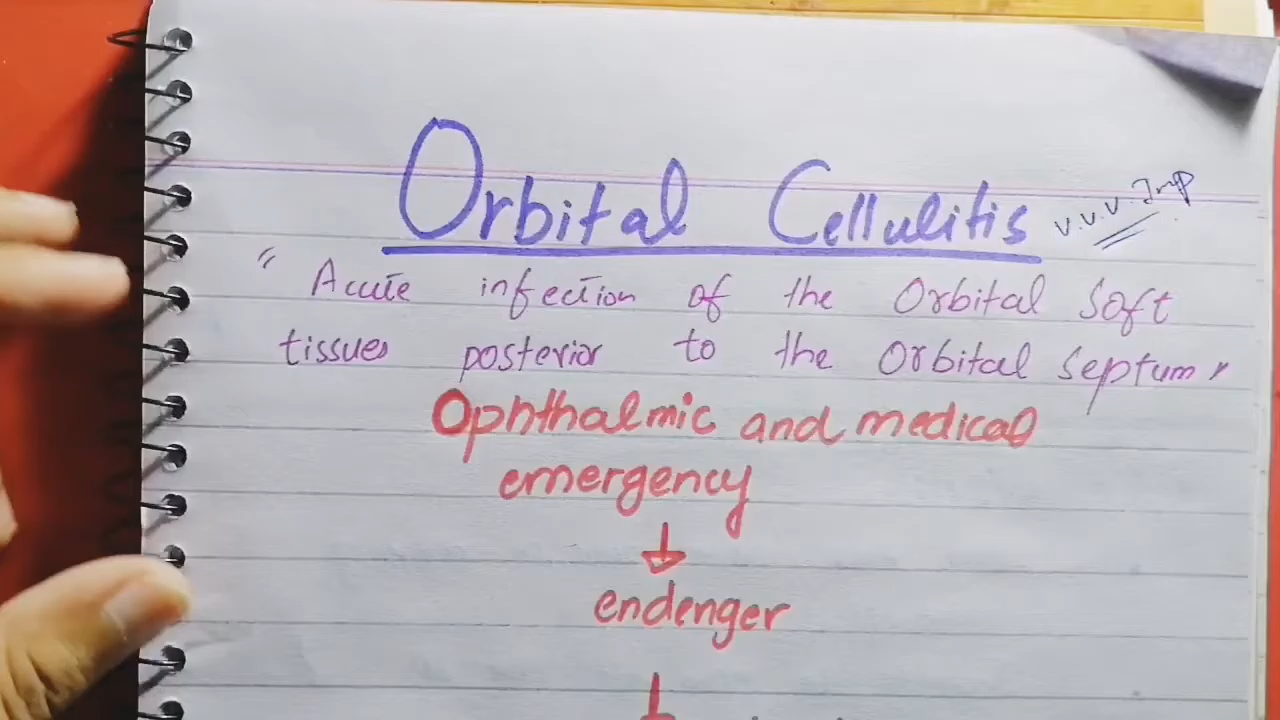 Orbital Cellulitis v.v.v. Imp
" Acute infection of the Orbital Soft
tissues posterior to the Orbital Septum "
Ophthalmic and medical
emergency
↓
endenger
↓